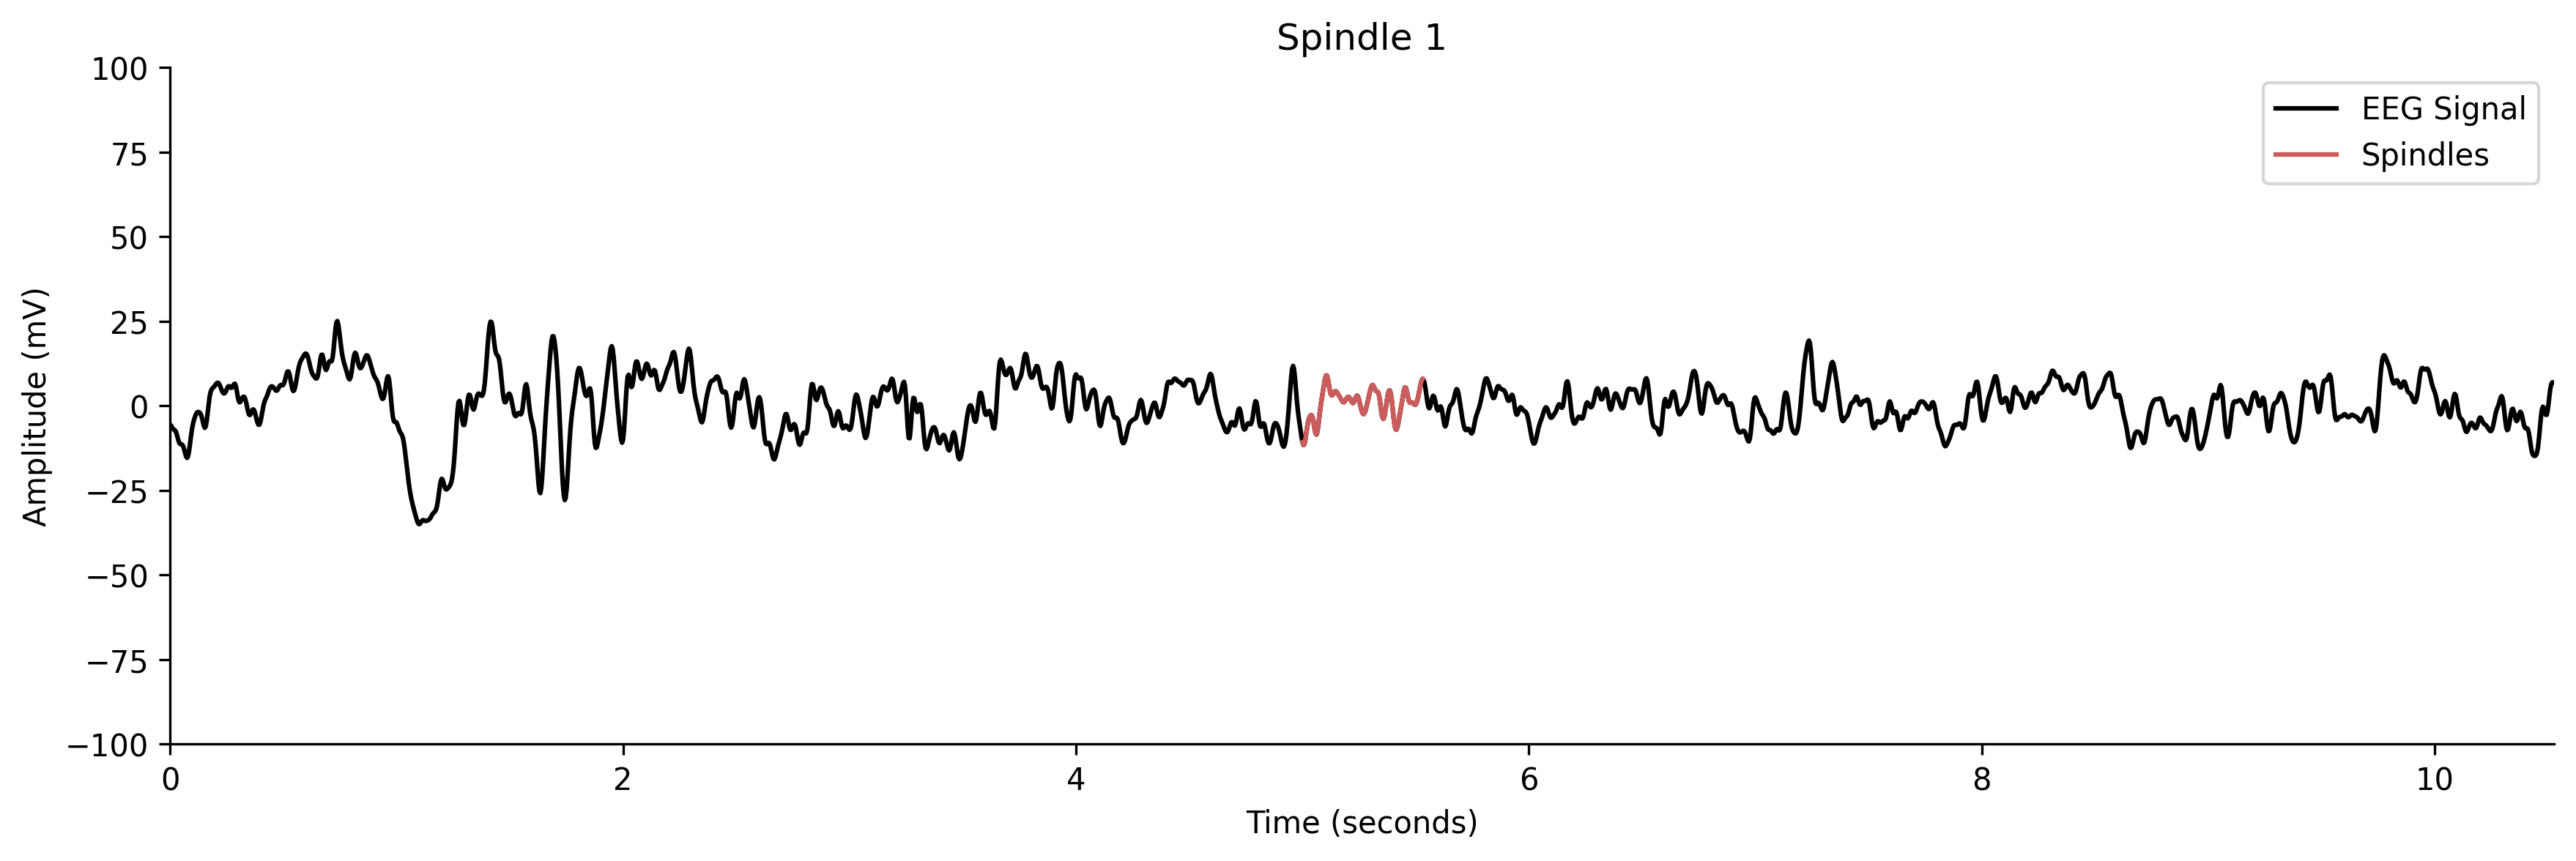 Spindle 1
100
75
50
25
0
−25
−50
−75
−100
Amplitude (mV)
EEG Signal
Spindles
0 2 4 6 8 10
Time (seconds)